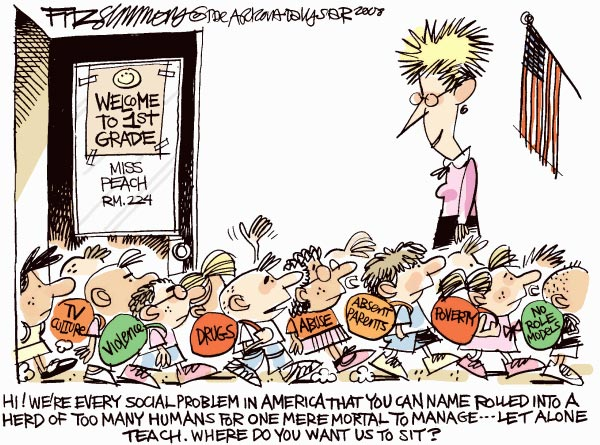 FITZSIMMONS © THE ARIZONA DAILY STAR 2008
WELCOME
TO 1ST
GRADE
MISS
PEACH
RM. 224
TV
CULTURE
VIOLENCE
DRUGS
ABUSE
ABSENT
PARENTS
POVERTY
NO
ROLE
MODELS
HI! WE'RE EVERY SOCIAL PROBLEM IN AMERICA THAT YOU CAN NAME ROLLED INTO A
HERD OF TOO MANY HUMANS FOR ONE MERE MORTAL TO MANAGE... LET ALONE
TEACH. WHERE DO YOU WANT US TO SIT?